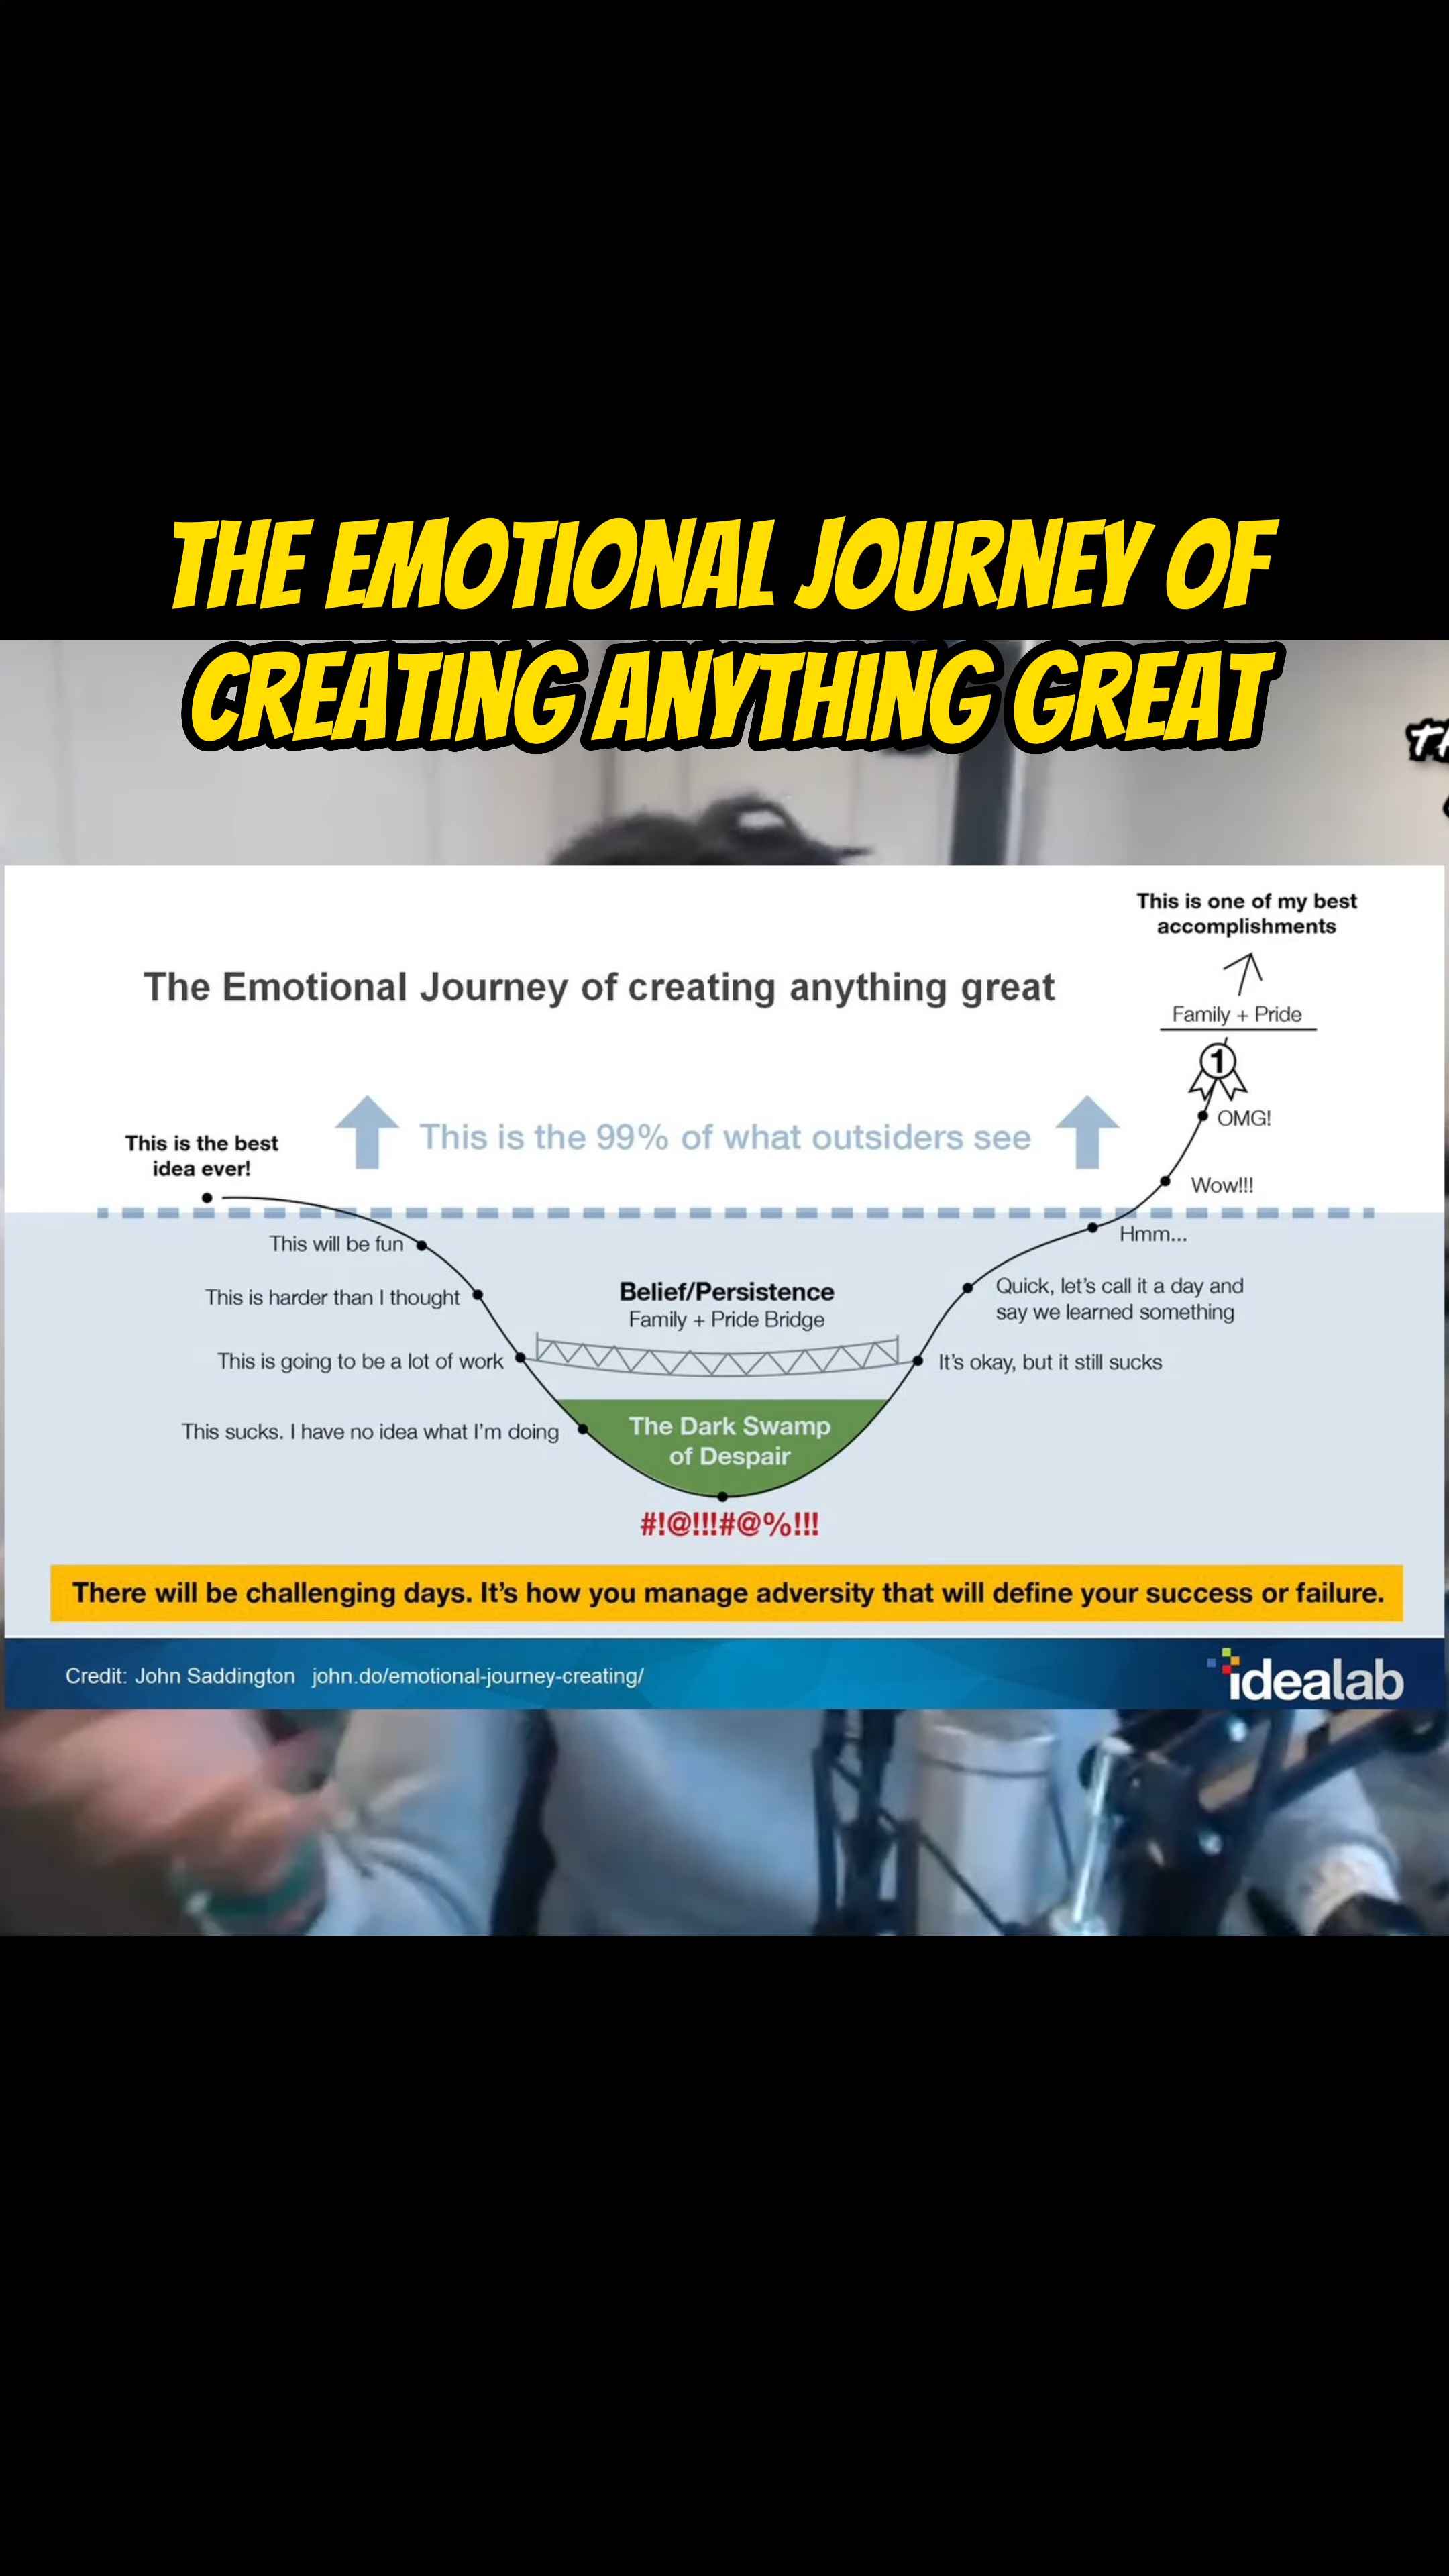 THE EMOTIONAL JOURNEY OF
CREATING ANYTHING GREAT
This is one of my best
accomplishments
The Emotional Journey of creating anything great
Family + Pride
1
OMG!
This is the 99% of what outsiders see
This is the best
idea ever!
Wow!!!
Hmm...
This will be fun
This is harder than I thought
Belief/Persistence
Family + Pride Bridge
Quick, let's call it a day and
say we learned something
This is going to be a lot of work
It's okay, but it still sucks
This sucks. I have no idea what I'm doing
The Dark Swamp
of Despair
#!@!!!#@%!!!
There will be challenging days. It's how you manage adversity that will define your success or failure.
Credit: John Saddington john.do/emotional-journey-creating/
idealab